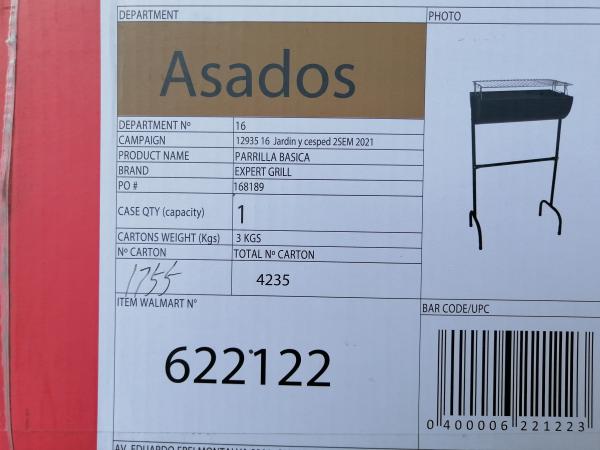 DEPARTMENT
PHOTO
Asados
DEPARTMENT Nº 16
CAMPAIGN 12935 16 Jardin y cesped 2SEM 2021
PRODUCT NAME PARRILLA BASICA
BRAND EXPERT GRILL
PO # 168189
CASE QTY (capacity) 1
CARTONS WEIGHT (Kgs) 3 KGS
Nº CARTON TOTAL Nº CARTON
1755 4235
ITEM WALMART N°
BAR CODE/UPC
622122
0 400006 221223
AV. EDUARDO